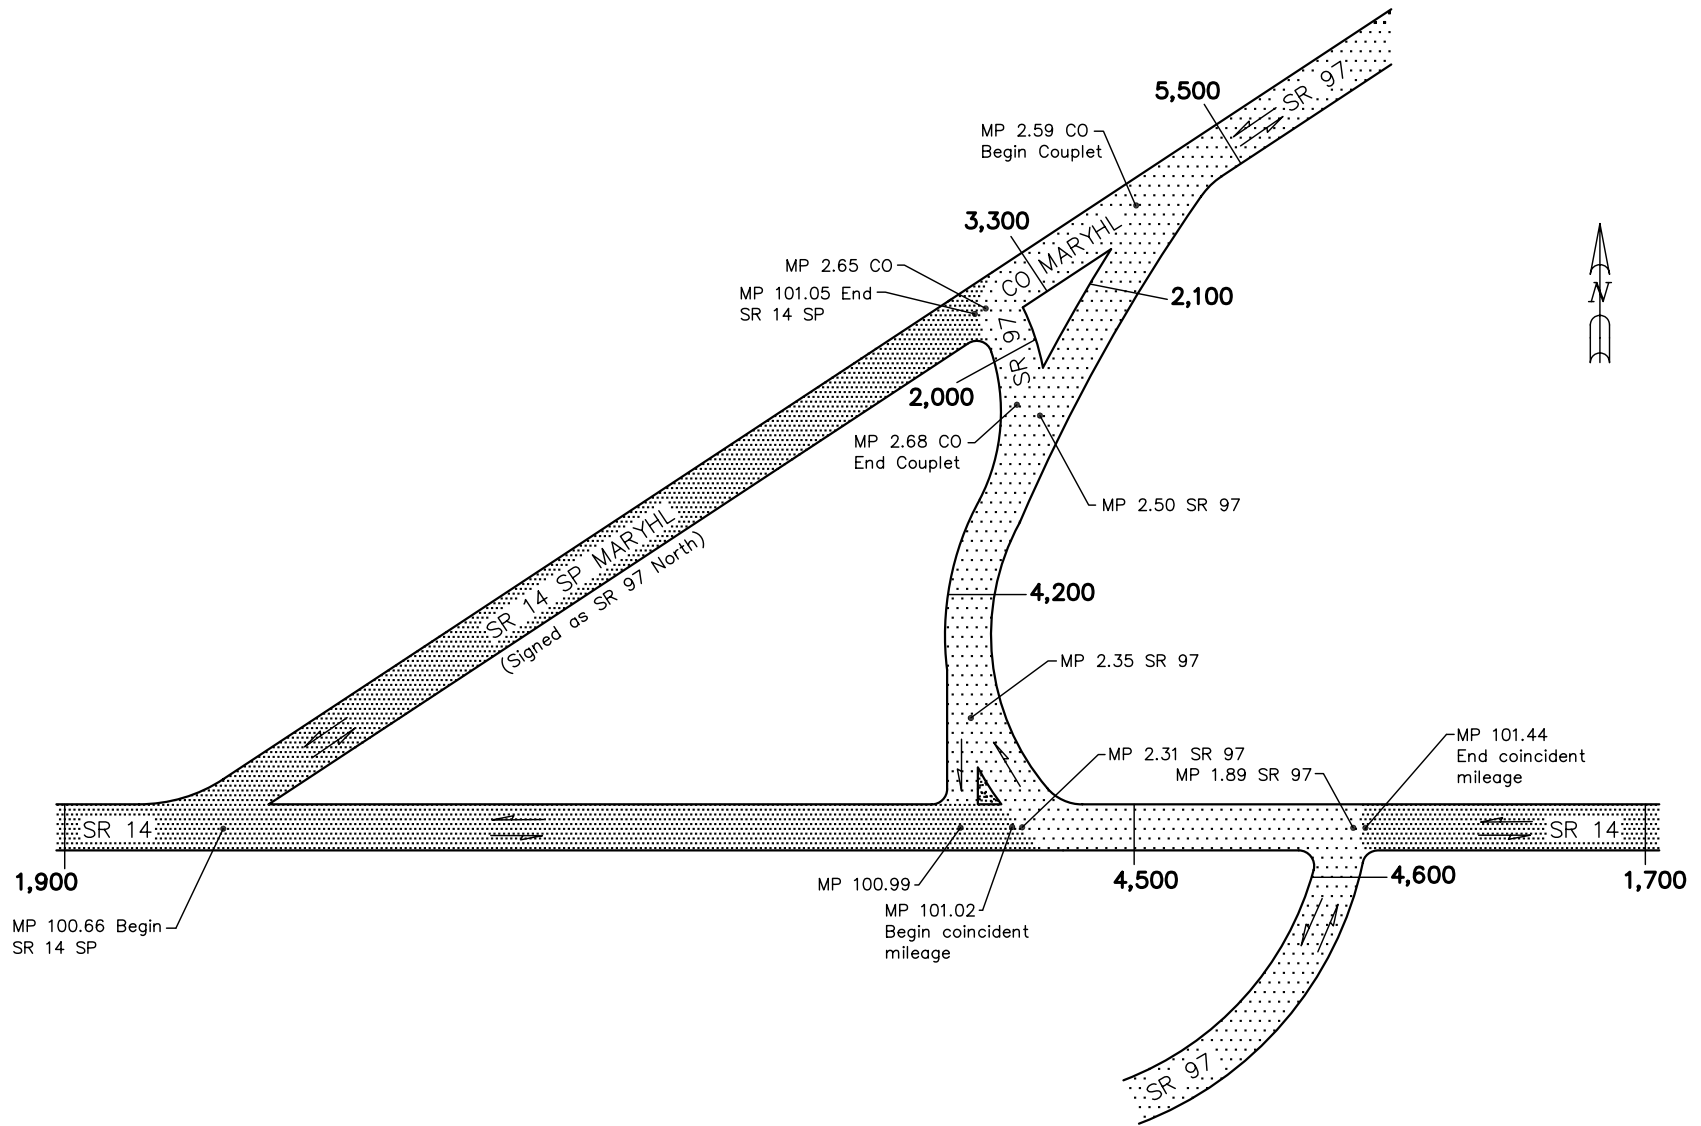 SR 97
5,500
MP 2.59 CO
Begin Couplet
3,300
CO MARYHL
MP 2.65 CO
MP 101.05 End
SR 14 SP
2,100
N
SR 97
2,000
MP 2.68 CO
End Couplet
MP 2.50 SR 97
SR 14 SP MARYHL
(Signed as SR 97 North)
4,200
MP 2.35 SR 97
MP 2.31 SR 97
MP 1.89 SR 97
MP 101.44
End coincident
mileage
SR 14
SR 14
1,900
MP 100.66 Begin
SR 14 SP
MP 100.99
MP 101.02
Begin coincident
mileage
4,500
4,600
1,700
SR 97